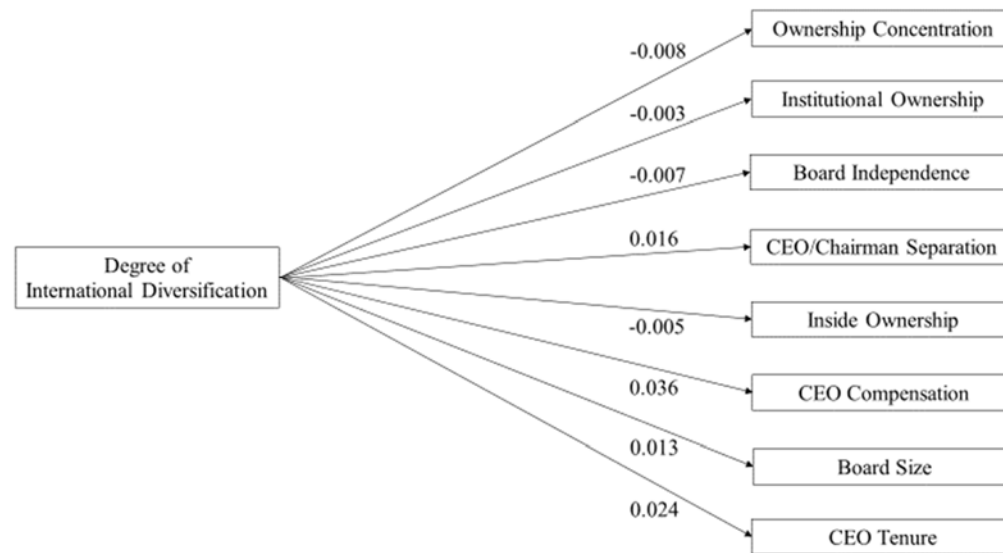 Ownership Concentration
-0.008
Institutional Ownership
-0.003
Board Independence
-0.007
CEO/Chairman Separation
0.016
Degree of
International Diversification
Inside Ownership
-0.005
CEO Compensation
0.036
Board Size
0.013
CEO Tenure
0.024